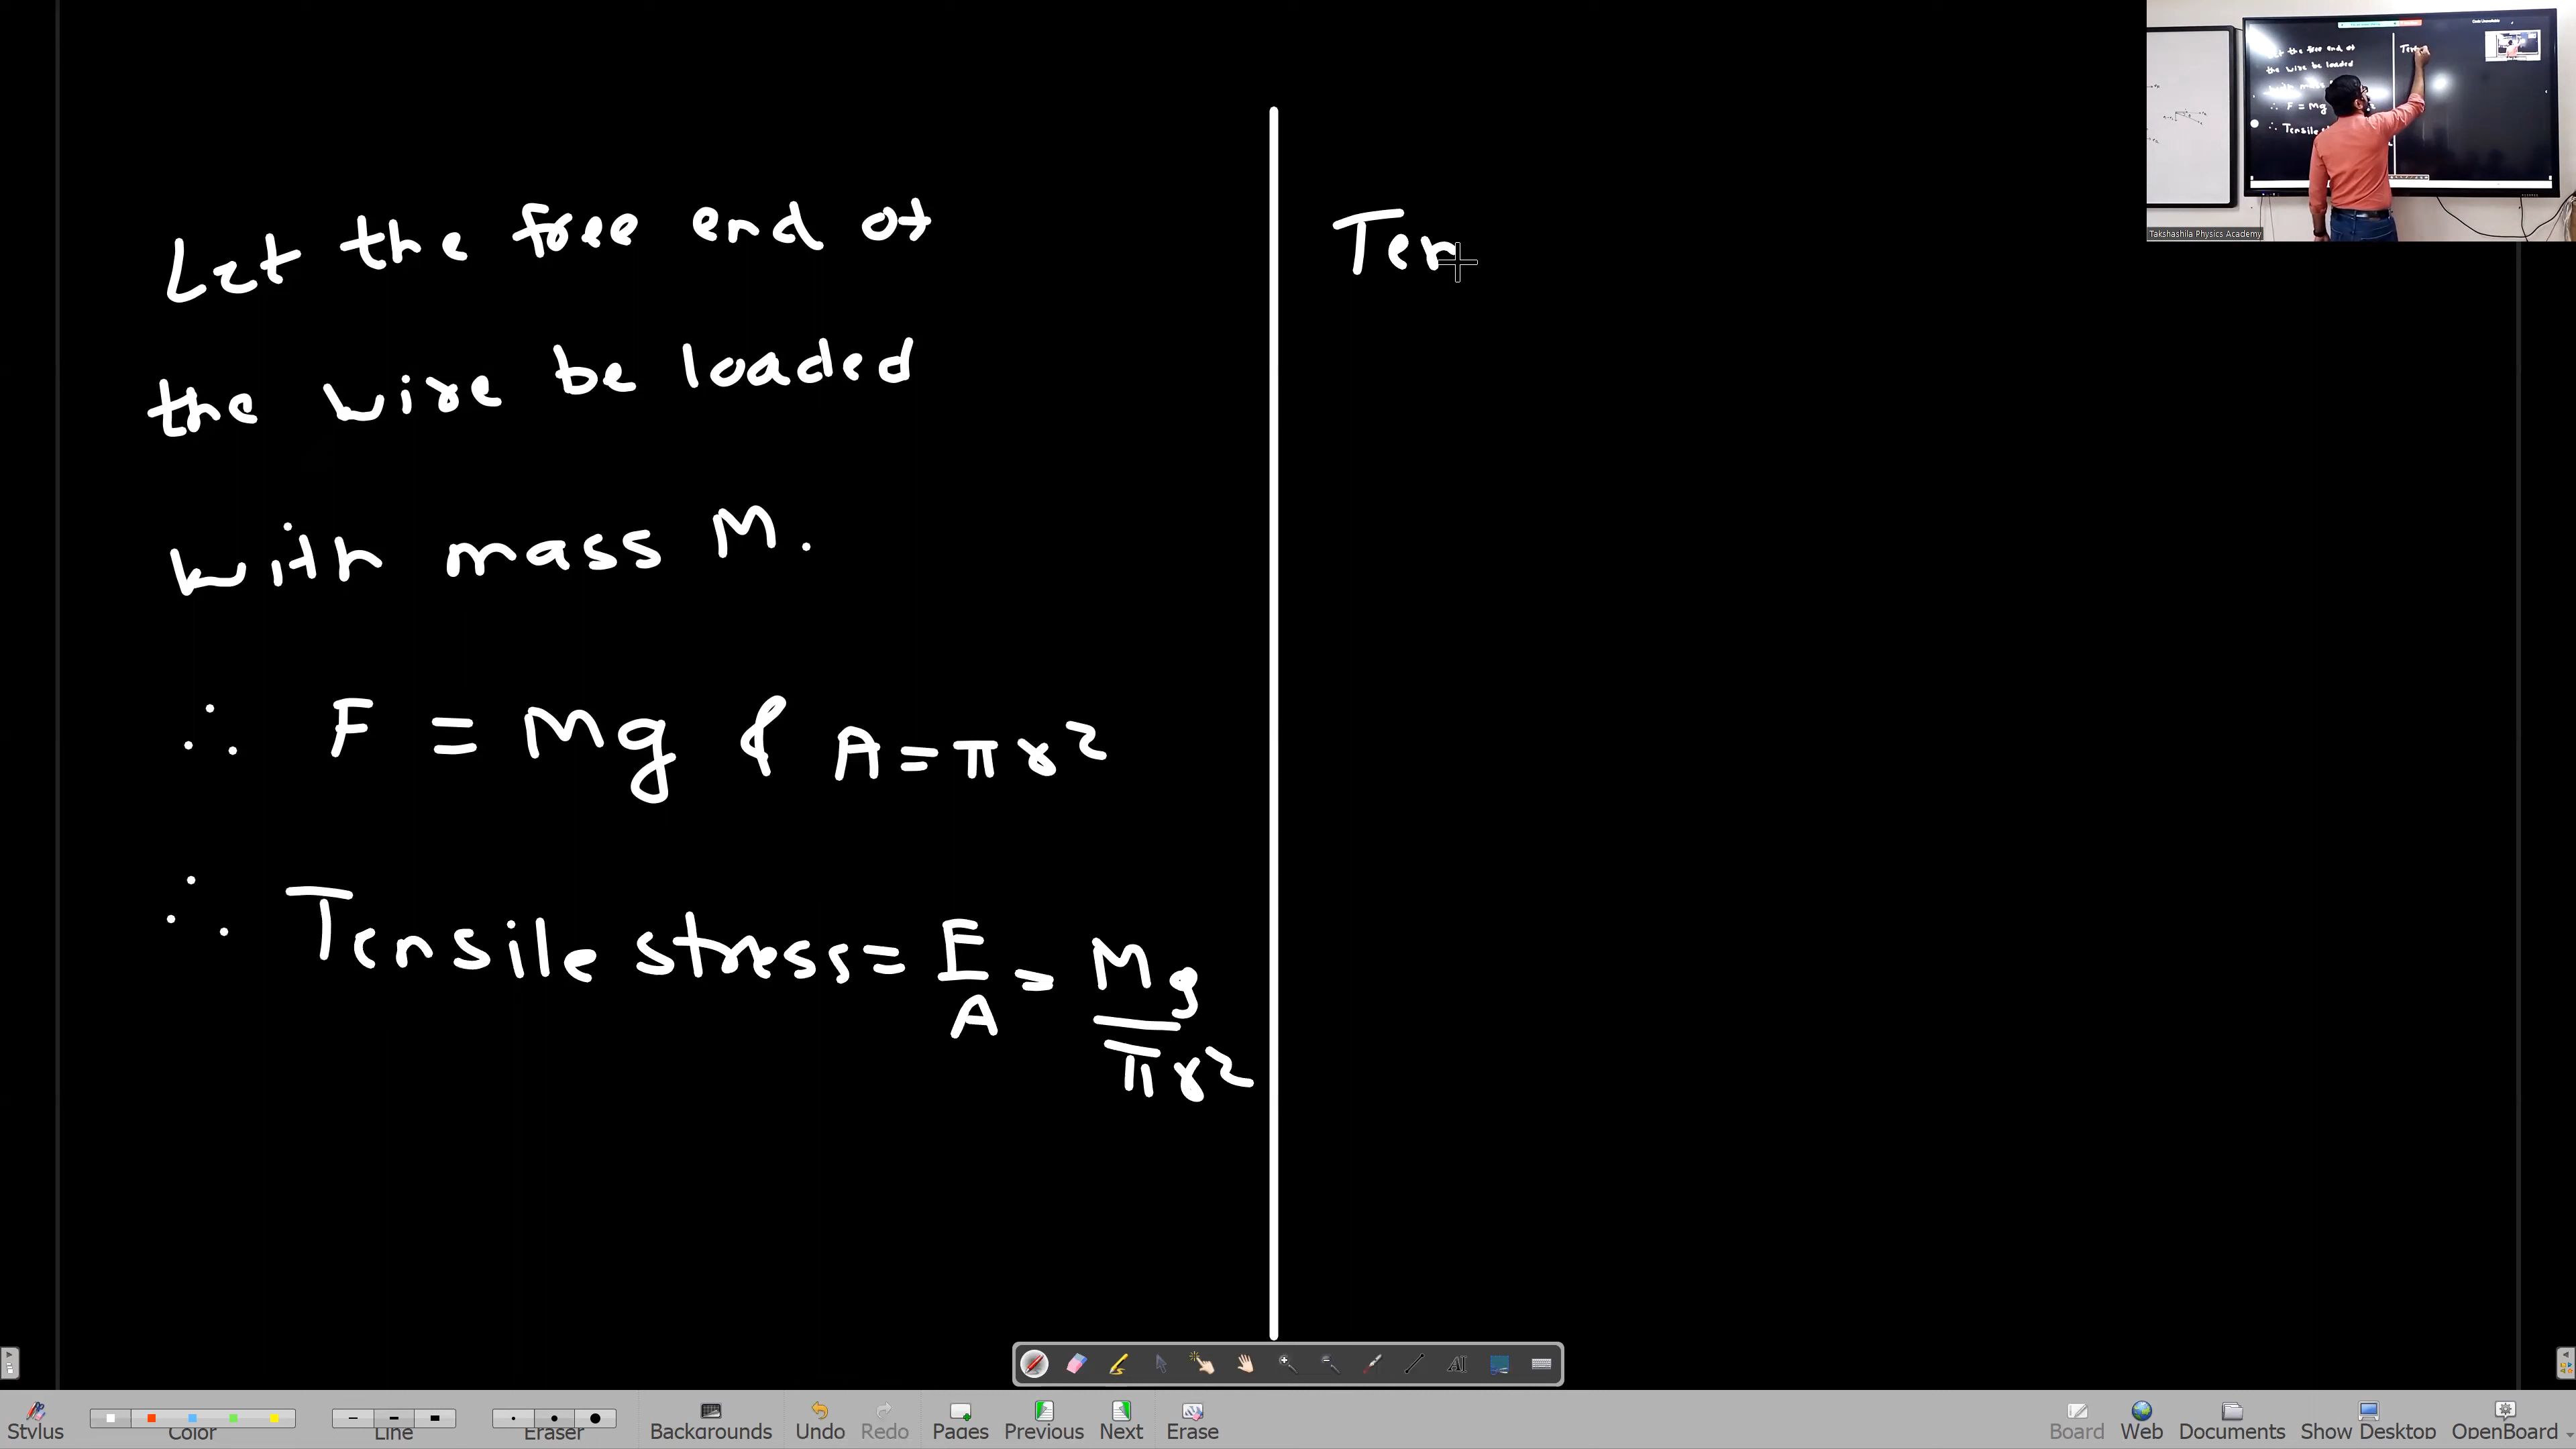 Let the free end of
the wire be loaded
with mass M.
∴ F = Mg & A = πr²
∴ Tensile stress = F/A = Mg/πr²
Ten
Takshashila Physics Academy
Stylus Color Line Eraser Backgrounds Undo Redo Pages Previous Next Erase Board Web Documents Show Desktop OpenBoard